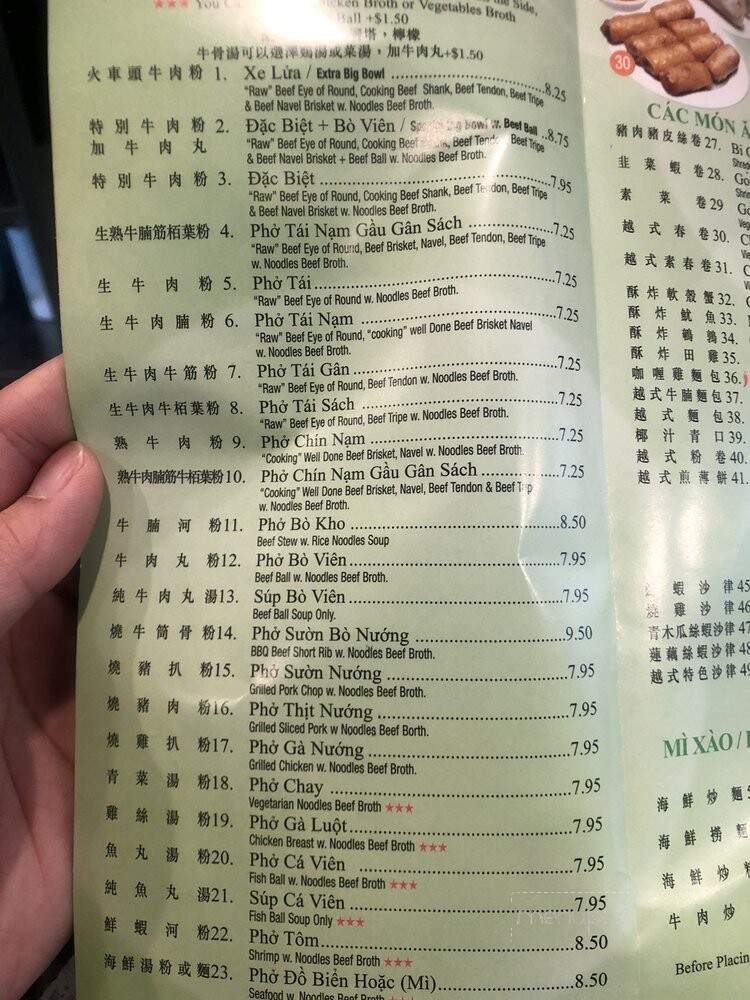 ★★★ You Ca
cken Broth or Vegetables Broth
the Side,
Ball +$1.50
檸檬
牛骨湯可以選擇鷄湯或菜湯，加牛肉丸+$1.50
火車頭牛肉粉 1. Xe Lửa / Extra Big Bowl ........8.25
"Raw" Beef Eye of Round, Cooking Beef Shank, Beef Tendon, Beef Tripe
& Beef Navel Brisket w. Noodles Beef Broth.
特別牛肉粉 2. Đặc Biệt + Bò Viên / Big Bowl w. Beef Ball ..8.75
加牛肉丸 "Raw" Beef Eye of Round, Cooking Beef Shank, Beef Tendon, Beef Tripe
& Beef Navel Brisket + Beef Ball w. Noodles Beef Broth.
特別牛肉粉 3. Đặc Biệt ........7.95
"Raw" Beef Eye of Round, Cooking Beef Shank, Beef Tendon, Beef Tripe
& Beef Navel Brisket w. Noodles Beef Broth.
生熟牛腩筋栢葉粉 4. Phở Tái Nạm Gầu Gân Sách ........7.25
"Raw" Beef Eye of Round, Beef Brisket, Navel, Beef Tendon, Beef Tripe
w. Noodles Beef Broth.
生牛肉粉 5. Phở Tái ........7.25
"Raw" Beef Eye of Round w. Noodles Beef Broth.
生牛肉腩粉 6. Phở Tái Nạm ........7.25
"Raw" Beef Eye of Round, "cooking" well Done Beef Brisket Navel
w. Noodles Beef Broth.
生牛肉牛筋粉 7. Phở Tái Gân ........7.25
"Raw" Beef Eye of Round, Beef Tendon w. Noodles Beef Broth.
生牛肉牛栢葉粉 8. Phở Tái Sách ........7.25
"Raw" Beef Eye of Round, Beef Tripe w. Noodles Beef Broth.
熟牛肉粉 9. Phở Chín Nạm ........7.25
"Cooking" Well Done Beef Brisket, Navel w. Noodles Beef Broth.
熟牛肉腩筋牛栢葉粉10. Phở Chín Nạm Gầu Gân Sách ........7.25
"Cooking" Well Done Beef Brisket, Navel, Beef Tendon & Beef Trip
w. Noodles Beef Broth.
牛腩河粉11. Phở Bò Kho ........8.50
Beef Stew w. Rice Noodles Soup
牛肉丸粉12. Phở Bò Viên ........7.95
Beef Ball w. Noodles Beef Broth.
純牛肉丸湯13. Súp Bò Viên ........7.95
Beef Ball Soup Only.
燒牛筒骨粉14. Phở Sườn Bò Nướng ........9.50
BBQ Beef Short Rib w. Noodles Beef Broth.
燒豬扒粉15. Phở Sườn Nướng ........7.95
Grilled Pork Chop w. Noodles Beef Broth.
燒豬肉粉16. Phở Thịt Nướng ........7.95
Grilled Sliced Pork w Noodles Beef Borth.
燒雞扒粉17. Phở Gà Nướng ........7.95
Grilled Chicken w. Noodles Beef Broth.
青菜湯粉18. Phở Chay ........7.95
Vegetarian Noodles Beef Broth ★★★
雞絲湯粉19. Phở Gà Luột ........7.95
Chicken Breast w. Noodles Beef Broth ★★★
魚丸湯粉20. Phở Cá Viên ........7.95
Fish Ball w. Noodles Beef Broth ★★★
純魚丸湯21. Súp Cá Viên ........7.95
Fish Ball Soup Only ★★★
鮮蝦河粉22. Phở Tôm ........8.50
Shrimp w. Noodles Beef Broth ★★★
海鮮湯粉或麵23. Phở Đồ Biển Hoặc (Mì) ........8.50
Seafood w. Noodles Beef Broth
30
CÁC MÓN
豬肉豬皮絲卷27. Bì
韭菜蝦卷28. Go
素菜卷29
越式春卷30.
越式素春卷31.
酥炸軟殼蟹32.
酥炸魷魚33.
酥炸鵪鶉34.
酥炸田雞35.
咖喱雞麵包36.
越式牛腩麵包37.
越式麵包38.
椰汁青口39.
越式粉卷40.
越式煎薄餅41.
蝦沙律45
燒雞沙律46
青木瓜絲蝦沙律47
蓮藕絲蝦沙律48
越式特色沙律49
MÌ XÀO /
海鮮炒麵5
海鮮撈麵
海鮮炒
牛肉炒
Before Placin